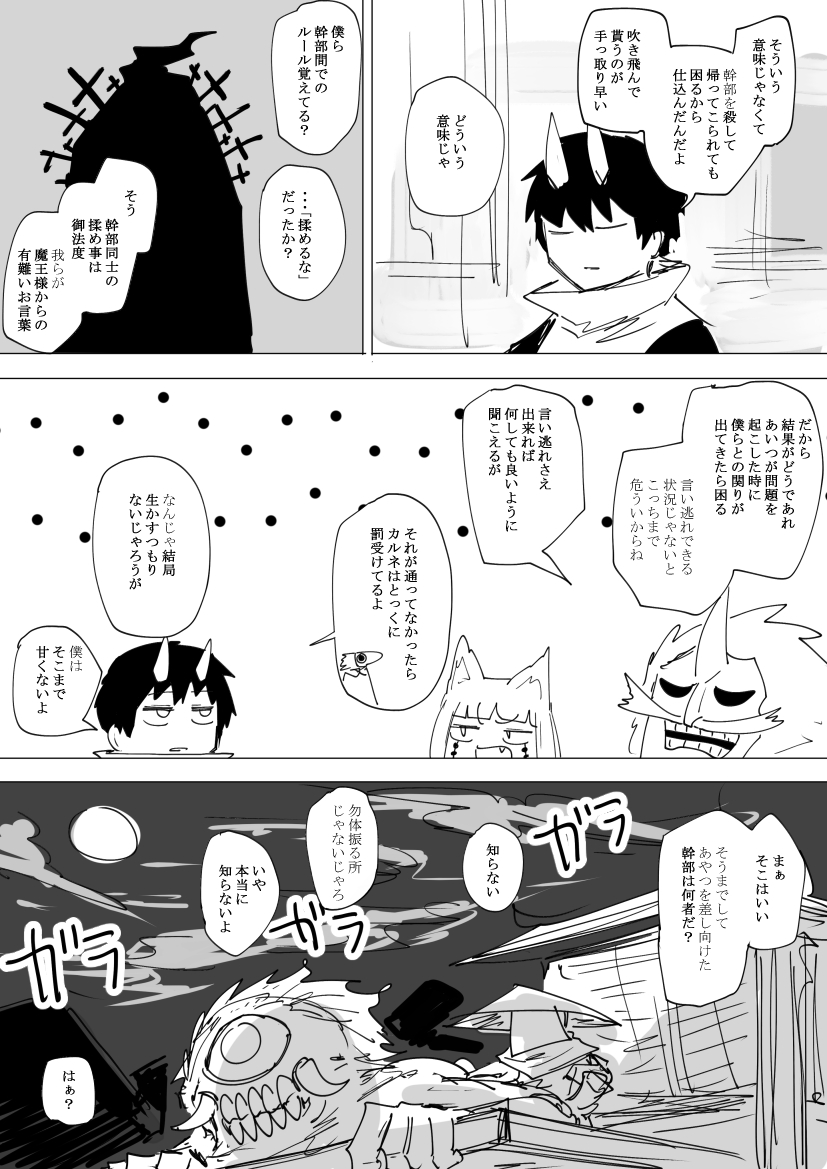 そういう
意味じゃなくて
幹部を殺して
帰ってこられても
困るから
仕込んだんだよ
吹き飛んで
貰うのが
手っ取り早い
どういう
意味じゃ
僕ら
幹部間での
ルール覚えてる？
・・・「揉めるな」
だったか？
そう
幹部同士の
揉め事は
御法度
我らが
魔王様からの
有難いお言葉
だから
結果がどうであれ
あいつが問題を
起こした時に
僕らとの関りが
出てきたら困る
言い逃れできる
状況じゃないと
こっちまで
危ういからね
言い逃れさえ
出来れば
何しても良いように
聞こえるが
それが通ってなかったら
カルネはとっくに
罰受けてるよ
なんじゃ結局
生かすつもり
ないじゃろうが
僕は
そこまで
甘くないよ
まぁ
そこはいい
そうまでして
あやつを差し向けた
幹部は何者だ？
ガラ
知らない
勿体振る所
じゃないじゃろ
いや
本当に
知らないよ
ガラ
ガラ
はぁ？